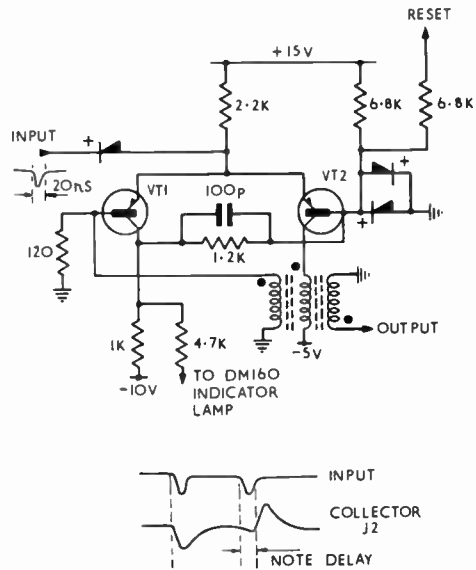 RESET
+15V
2.2K
6.8K
6.8K
INPUT
+
20nS
VT1
100p
VT2
+
+
120
1.2K
1K
4.7K
-5V
OUTPUT
-10V
TO DM160
INDICATOR
LAMP
INPUT
COLLECTOR
J2
NOTE DELAY